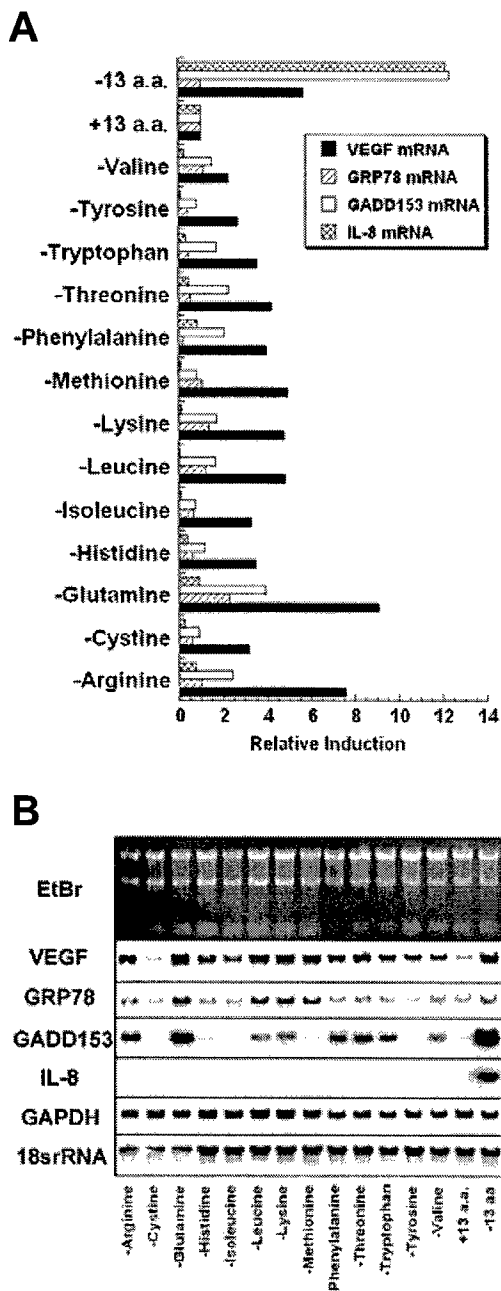 A
-13 a.a.
+13 a.a.
-Valine
-Tyrosine
-Tryptophan
-Threonine
-Phenylalanine
-Methionine
-Lysine
-Leucine
-Isoleucine
-Histidine
-Glutamine
-Cystine
-Arginine
VEGF mRNA
GRP78 mRNA
GADD153 mRNA
IL-8 mRNA
0 2 4 6 8 10 12 14
Relative Induction
B
EtBr
VEGF
GRP78
GADD153
IL-8
GAPDH
18srRNA
-Arginine
-Cystine
-Glutamine
-Histidine
-Isoleucine
-Leucine
-Lysine
-Methionine
Phenylalanine
-Threonine
-Tryptophan
-Tyrosine
-Valine
+13 a.a.
-13 aa